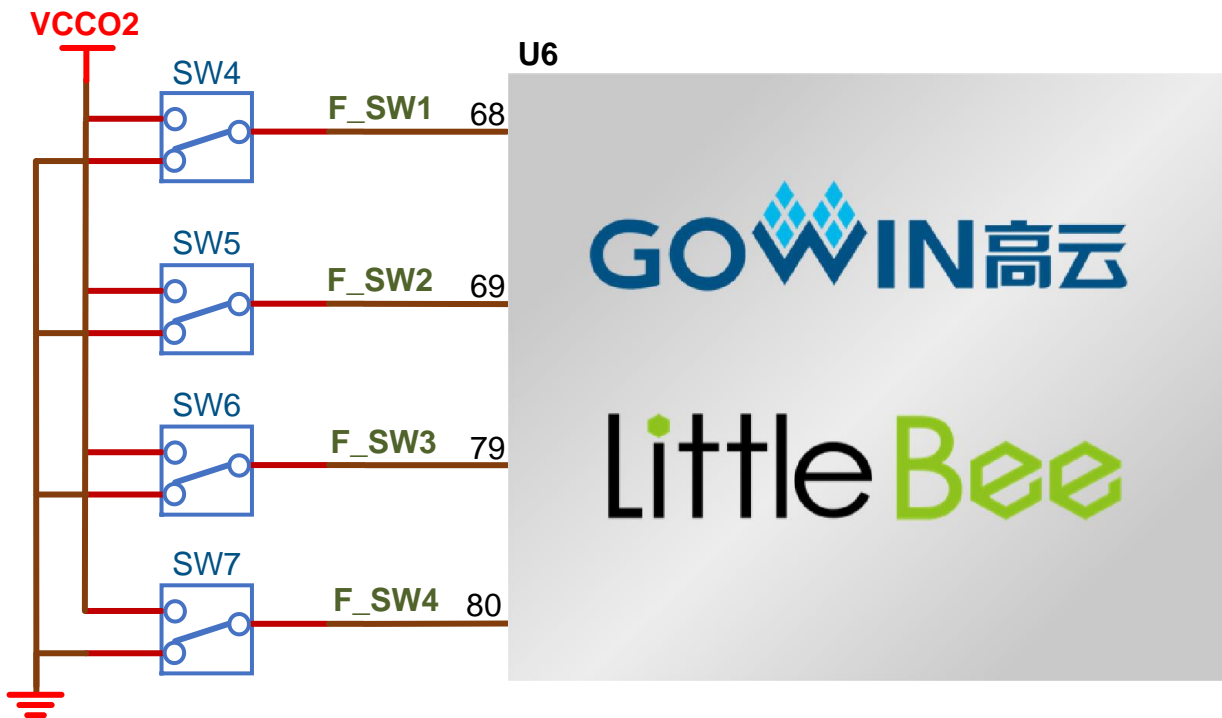 VCCO2
U6
SW4
F_SW1 68
SW5
F_SW2 69
SW6
F_SW3 79
SW7
F_SW4 80
GOWIN高云
LittleBee